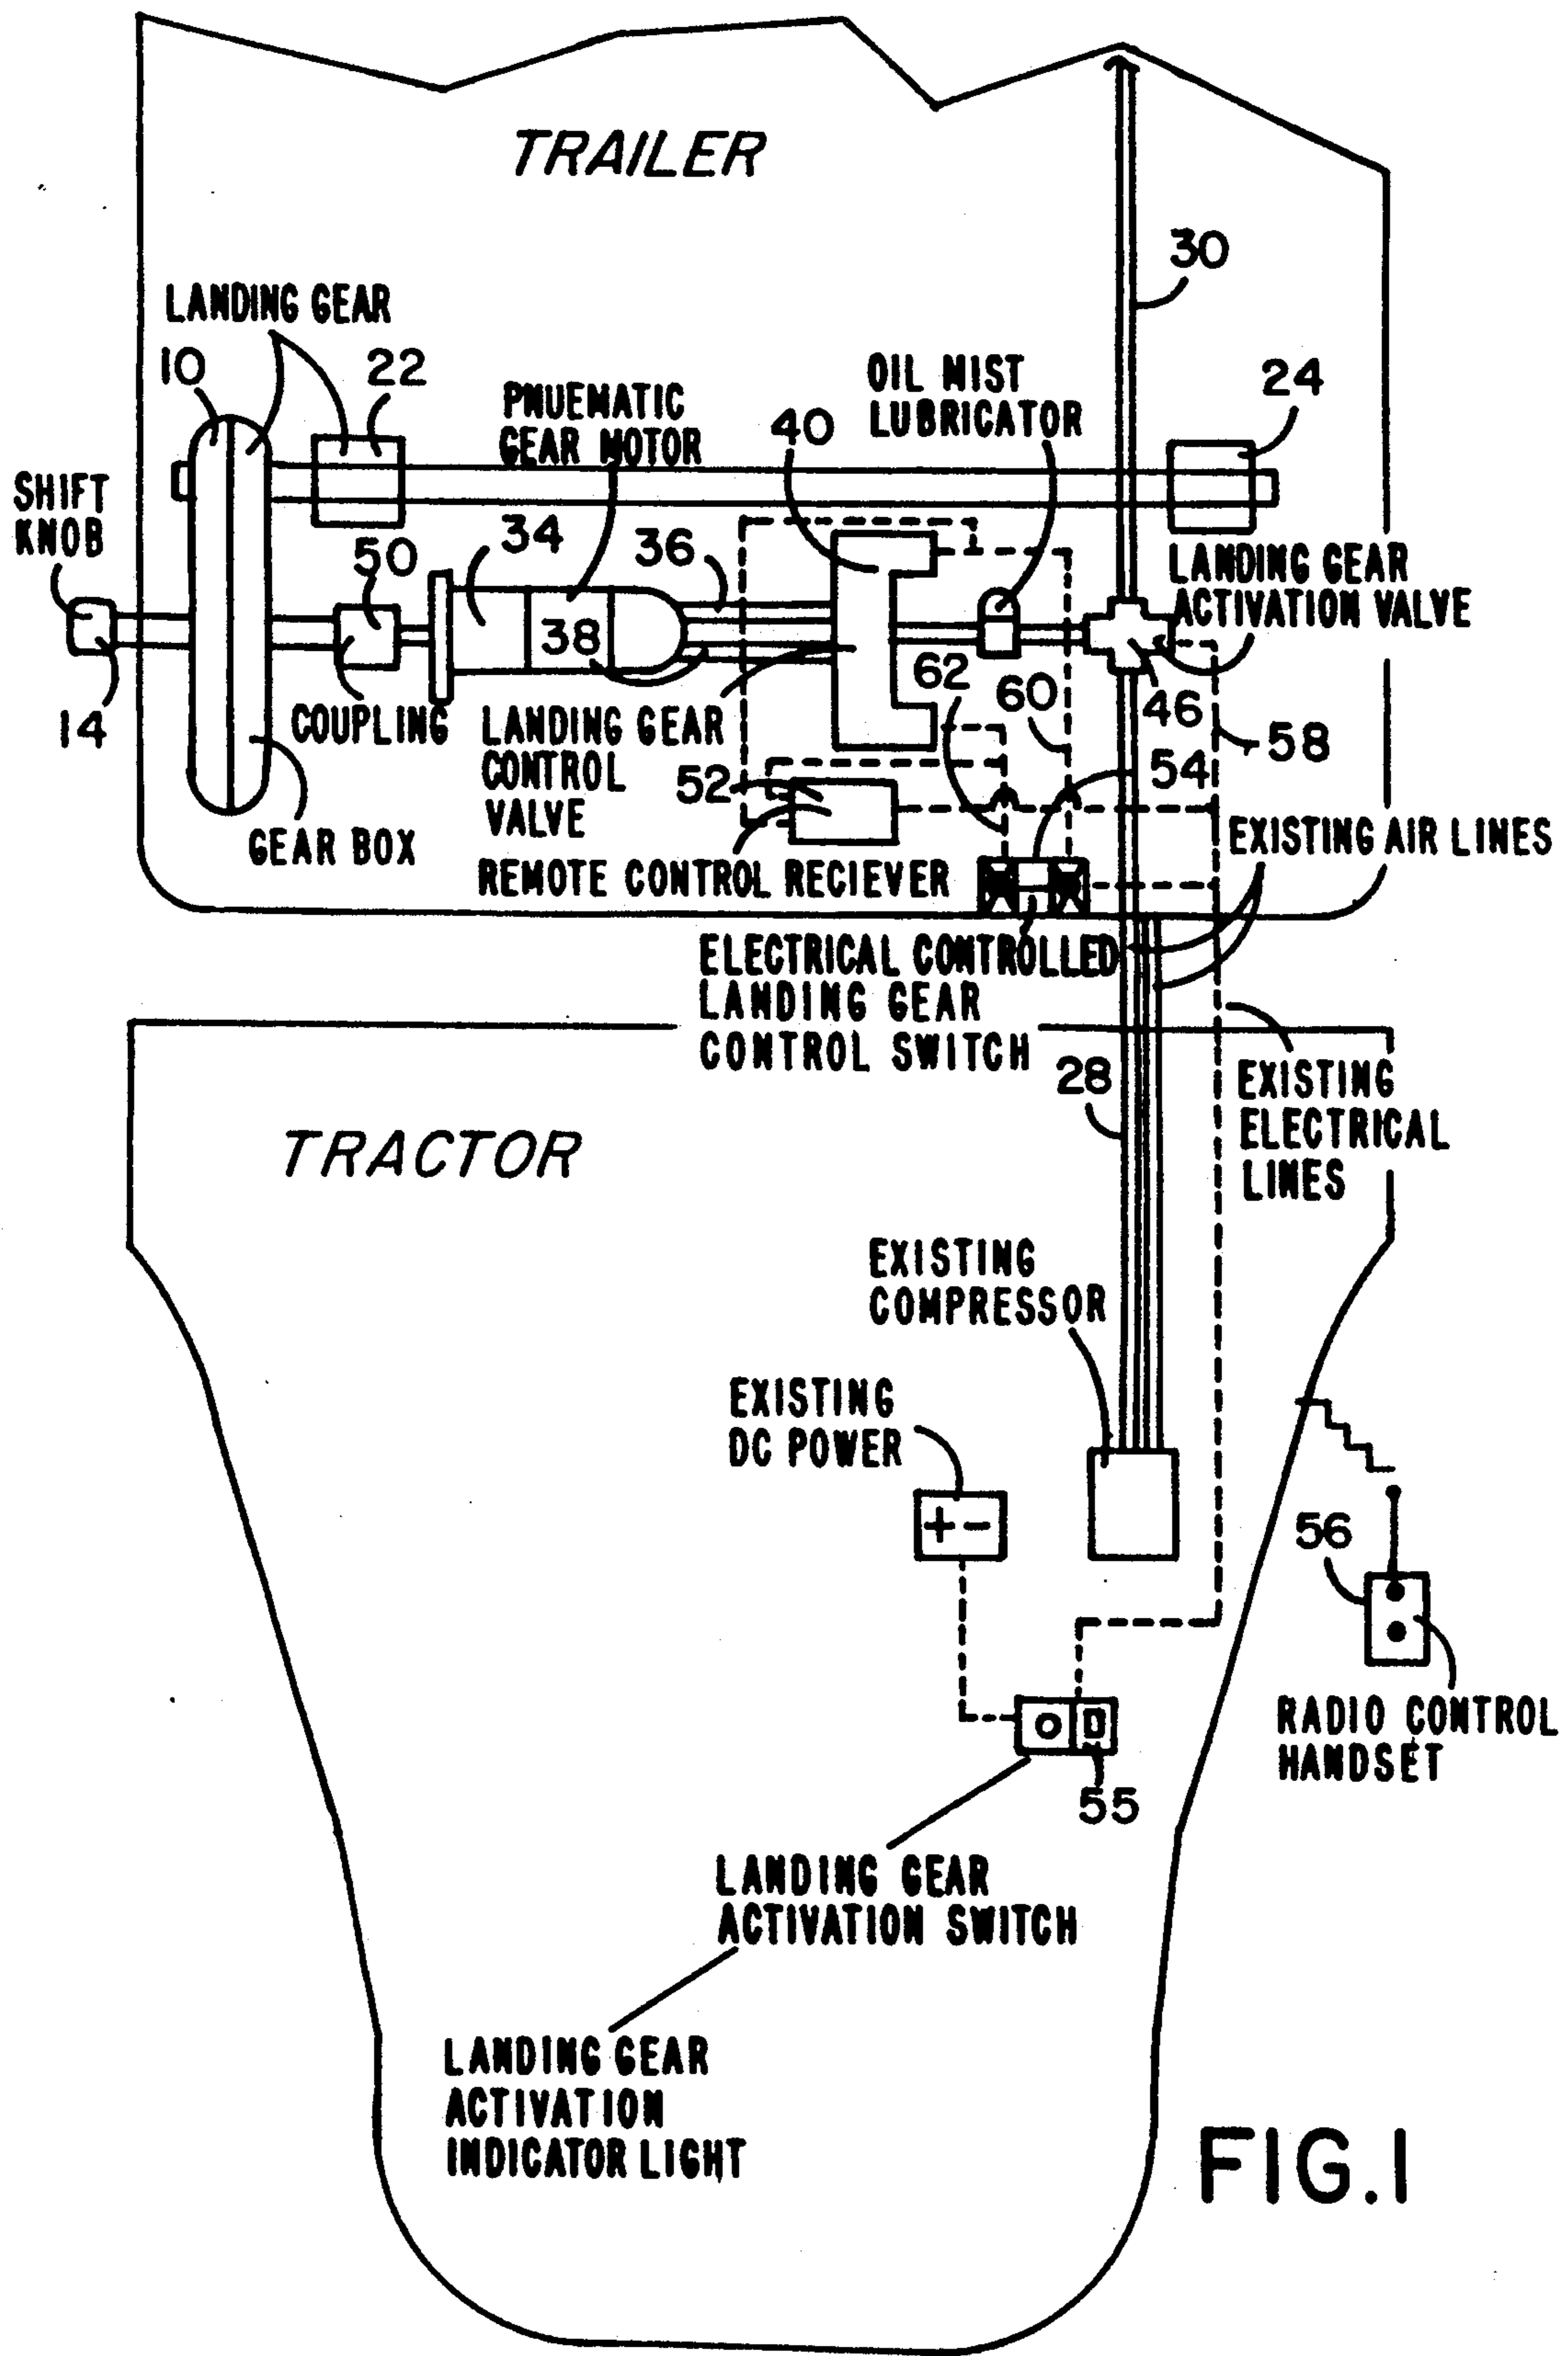 TRAILER
30
LANDING GEAR
10
22
PNUEMATIC
GEAR MOTOR
40
OIL MIST
LUBRICATOR
24
SHIFT
KNOB
50
34
36
LANDING GEAR
ACTIVATION VALVE
38
62
60
46
14
COUPLING
LANDING GEAR
CONTROL
VALVE
52
54
58
GEAR BOX
REMOTE CONTROL RECIEVER
EXISTING AIR LINES
ELECTRICAL CONTROLLED
LANDING GEAR
CONTROL SWITCH
28
EXISTING
ELECTRICAL
LINES
TRACTOR
EXISTING
COMPRESSOR
EXISTING
DC POWER
+ -
56
RADIO CONTROL
HANDSET
55
LANDING GEAR
ACTIVATION SWITCH
LANDING GEAR
ACTIVATION
INDICATOR LIGHT
FIG.1